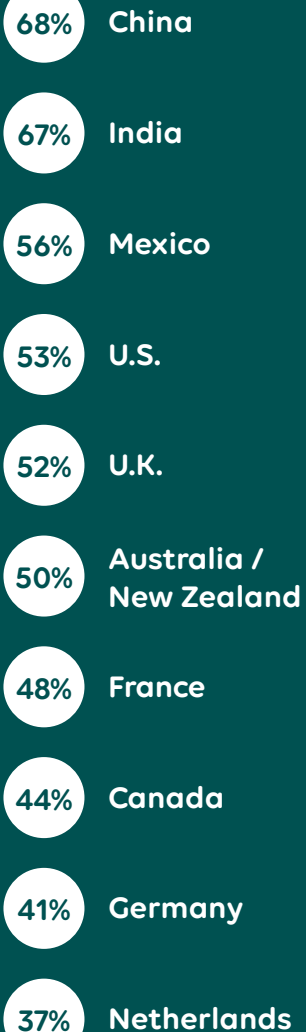 68% China
67% India
56% Mexico
53% U.S.
52% U.K.
50% Australia /
New Zealand
48% France
44% Canada
41% Germany
37% Netherlands